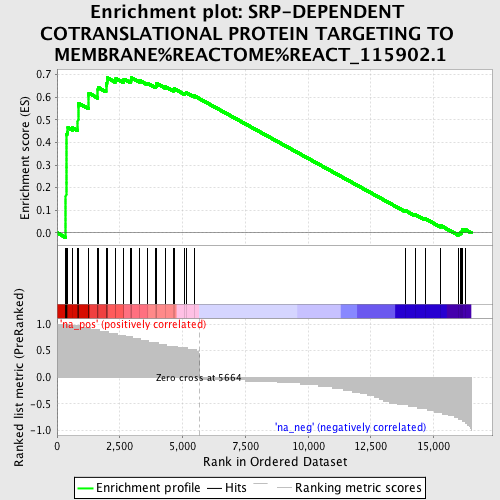 Enrichment plot: SRP-DEPENDENT
COTRANSLATIONAL PROTEIN TARGETING TO
MEMBRANE%REACTOME%REACT_115902.1
Enrichment score (ES)
0.7
0.6
0.5
0.4
0.3
0.2
0.1
0.0
Ranked list metric (PreRanked)
1.0
0.5
0.0
-0.5
-1.0
'na_pos' (positively correlated)
Zero cross at 5664
'na_neg' (negatively correlated)
0
2,500
5,000
7,500
10,000
12,500
15,000
Rank in Ordered Dataset
Enrichment profile
Hits
Ranking metric scores